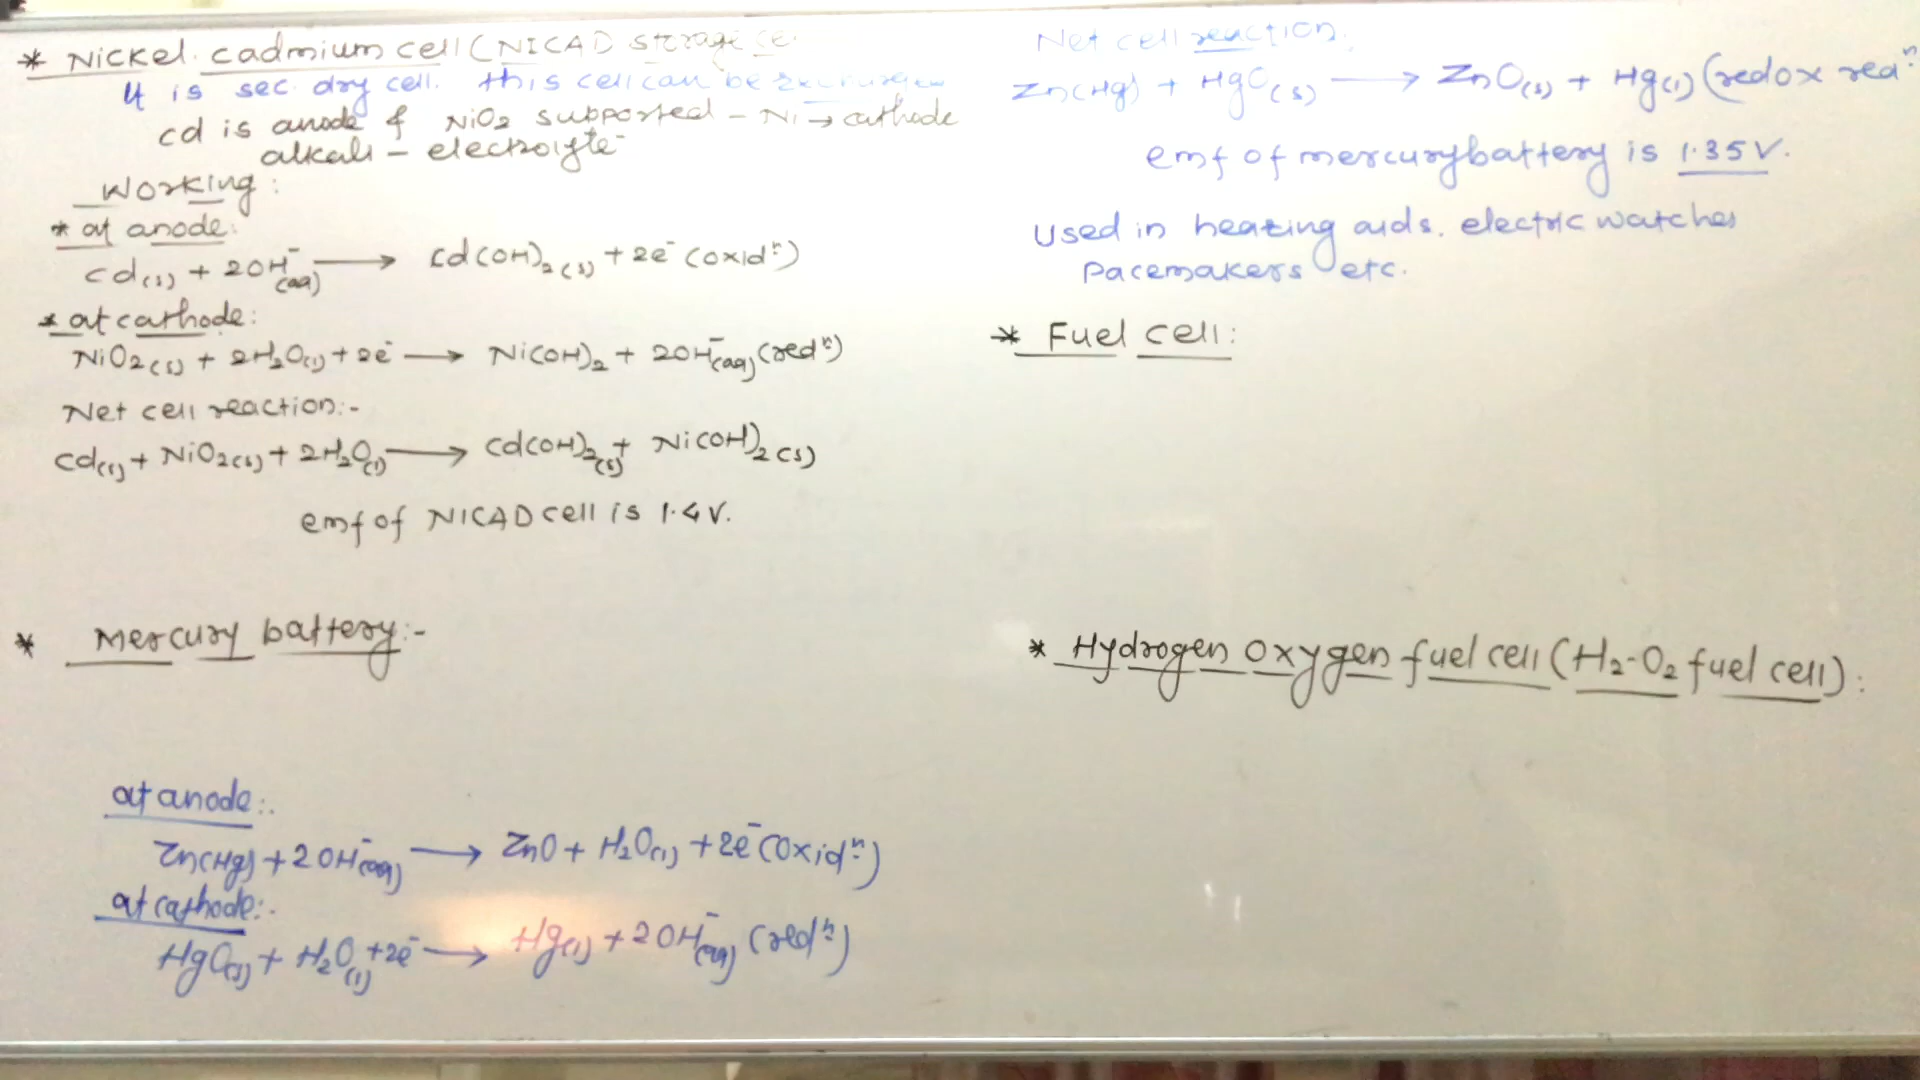 * Nickel. cadmium cell (NICAD storage ce
It is sec. dry cell. this cell can be recharged
cd is anode & NiO₂ supported - Ni → cathode
alkali - electrolyte
Working:
* at anode:
Cd(s) + 2OH⁻(aq) ⟶ Cd(OH)₂(s) + 2e⁻ (oxidⁿ)
* at cathode:
NiO₂(s) + 2H₂O(l) + 2e⁻ ⟶ Ni(OH)₂ + 2OH⁻(aq) (redⁿ)
Net cell reaction:-
Cd(s) + NiO₂(s) + 2H₂O(l) ⟶ Cd(OH)₂(s) + Ni(OH)₂(s)
emf of NICAD cell is 1.4 V.
* Mercury battery:-
at anode:.
Zn(Hg) + 2OH⁻(aq) ⟶ ZnO + H₂O(l) + 2e⁻ (Oxidⁿ)
at cathode:-
HgO(s) + H₂O(l) + 2e⁻ ⟶ Hg(l) + 2OH⁻(aq) (redⁿ)
Net cell reaction.
Zn(Hg) + HgO(s) ⟶ ZnO(s) + Hg(l) (redox reaⁿ
emf of mercury battery is 1.35 V.
Used in hearing aids. electric watches
Pacemakers etc.
* Fuel cell:
* Hydrogen Oxygen fuel cell (H₂-O₂ fuel cell):